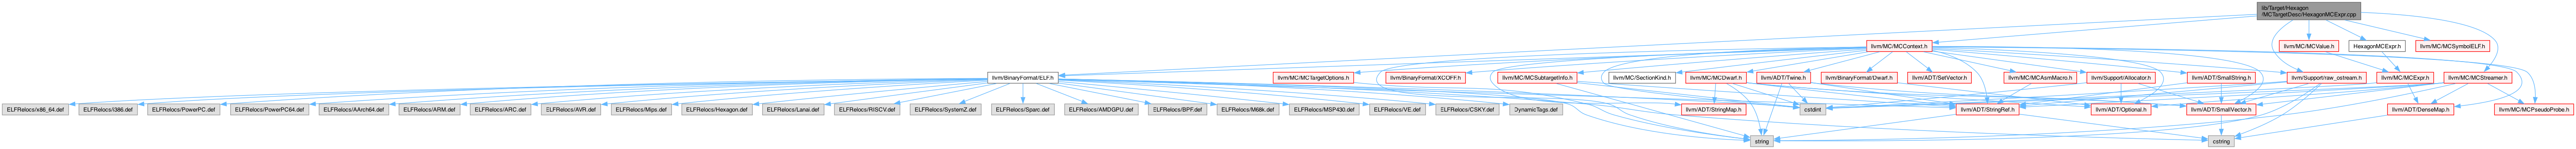 lib/Target/Hexagon
/MCTargetDesc/HexagonMCExpr.cpp
llvm/MC/MCContext.h
llvm/MC/MCValue.h
HexagonMCExpr.h
llvm/MC/MCSymbolELF.h
llvm/BinaryFormat/ELF.h
llvm/MC/MCTargetOptions.h
llvm/BinaryFormat/XCOFF.h
llvm/MC/MCSubtargetInfo.h
llvm/MC/SectionKind.h
llvm/MC/MCDwarf.h
llvm/ADT/Twine.h
llvm/BinaryFormat/Dwarf.h
llvm/ADT/SetVector.h
llvm/MC/MCAsmMacro.h
llvm/Support/Allocator.h
llvm/ADT/SmallString.h
llvm/Support/raw_ostream.h
llvm/MC/MCExpr.h
llvm/MC/MCStreamer.h
ELFRelocs/x86_64.def
ELFRelocs/i386.def
ELFRelocs/PowerPC.def
ELFRelocs/PowerPC64.def
ELFRelocs/AArch64.def
ELFRelocs/ARM.def
ELFRelocs/ARC.def
ELFRelocs/AVR.def
ELFRelocs/Mips.def
ELFRelocs/Hexagon.def
ELFRelocs/Lanai.def
ELFRelocs/RISCV.def
ELFRelocs/SystemZ.def
ELFRelocs/Sparc.def
ELFRelocs/AMDGPU.def
ELFRelocs/BPF.def
ELFRelocs/M68k.def
ELFRelocs/MSP430.def
ELFRelocs/VE.def
ELFRelocs/CSKY.def
DynamicTags.def
llvm/ADT/StringMap.h
cstdint
llvm/ADT/StringRef.h
llvm/ADT/Optional.h
llvm/ADT/SmallVector.h
llvm/ADT/DenseMap.h
llvm/MC/MCPseudoProbe.h
string
cstring